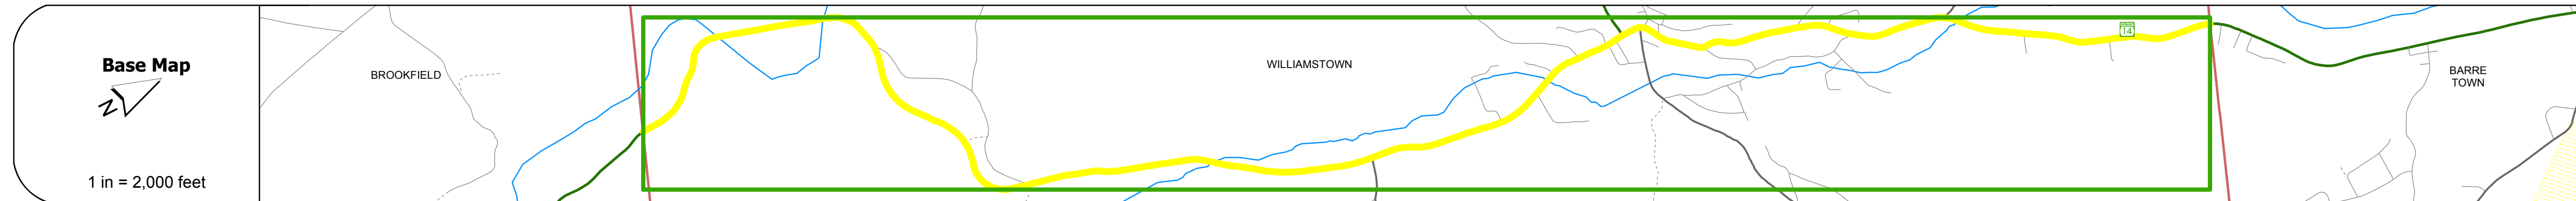 Base Map
N
1 in = 2,000 feet
BROOKFIELD
WILLIAMSTOWN
14
BARRE
TOWN